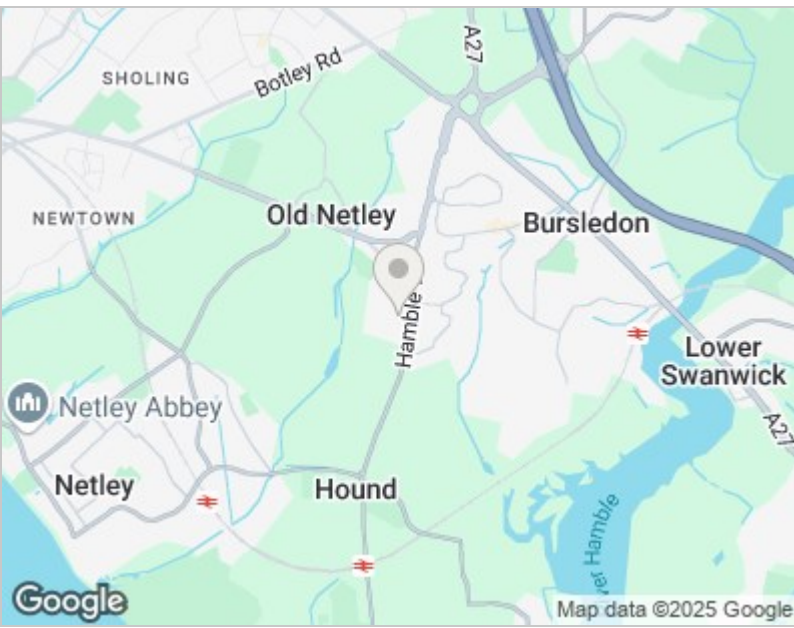 A27
SHOLING
Botley Rd
NEWTOWN
Old Netley
Bursledon
Hamble
Lower
Swanwick
Netley Abbey
A27
Netley
Hound
Hamble
Google
Map data ©2025 Google